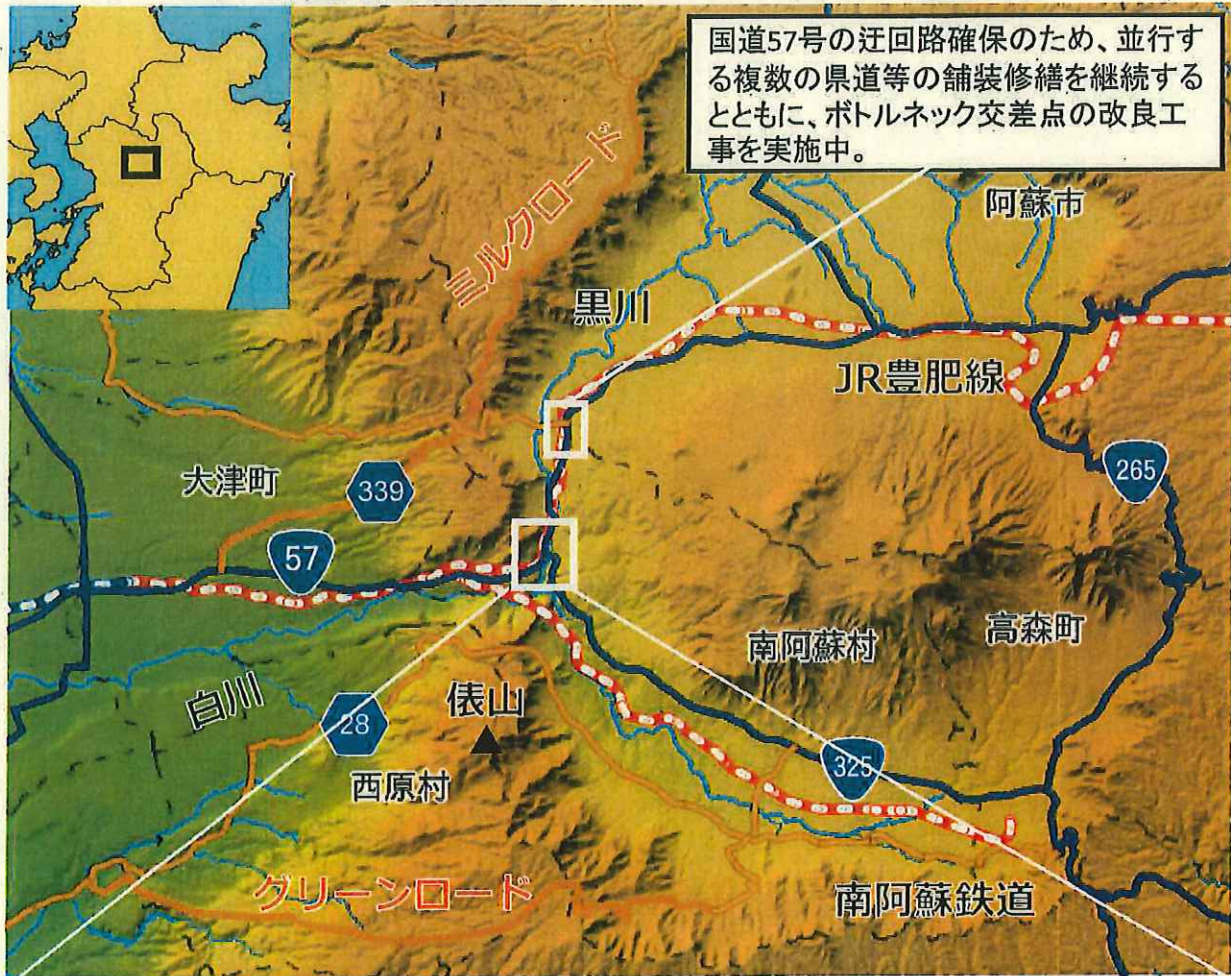 国道57号の迂回路確保のため、並行す
る複数の県道等の舗装修繕を継続する
とともに、ボトルネック交差点の改良工
事を実施中。
阿蘇市
ミルクロード
黒川
JR豊肥線
大津町
339
265
57
高森町
南阿蘇村
白川
俵山
28
325
西原村
グリーンロード
南阿蘇鉄道